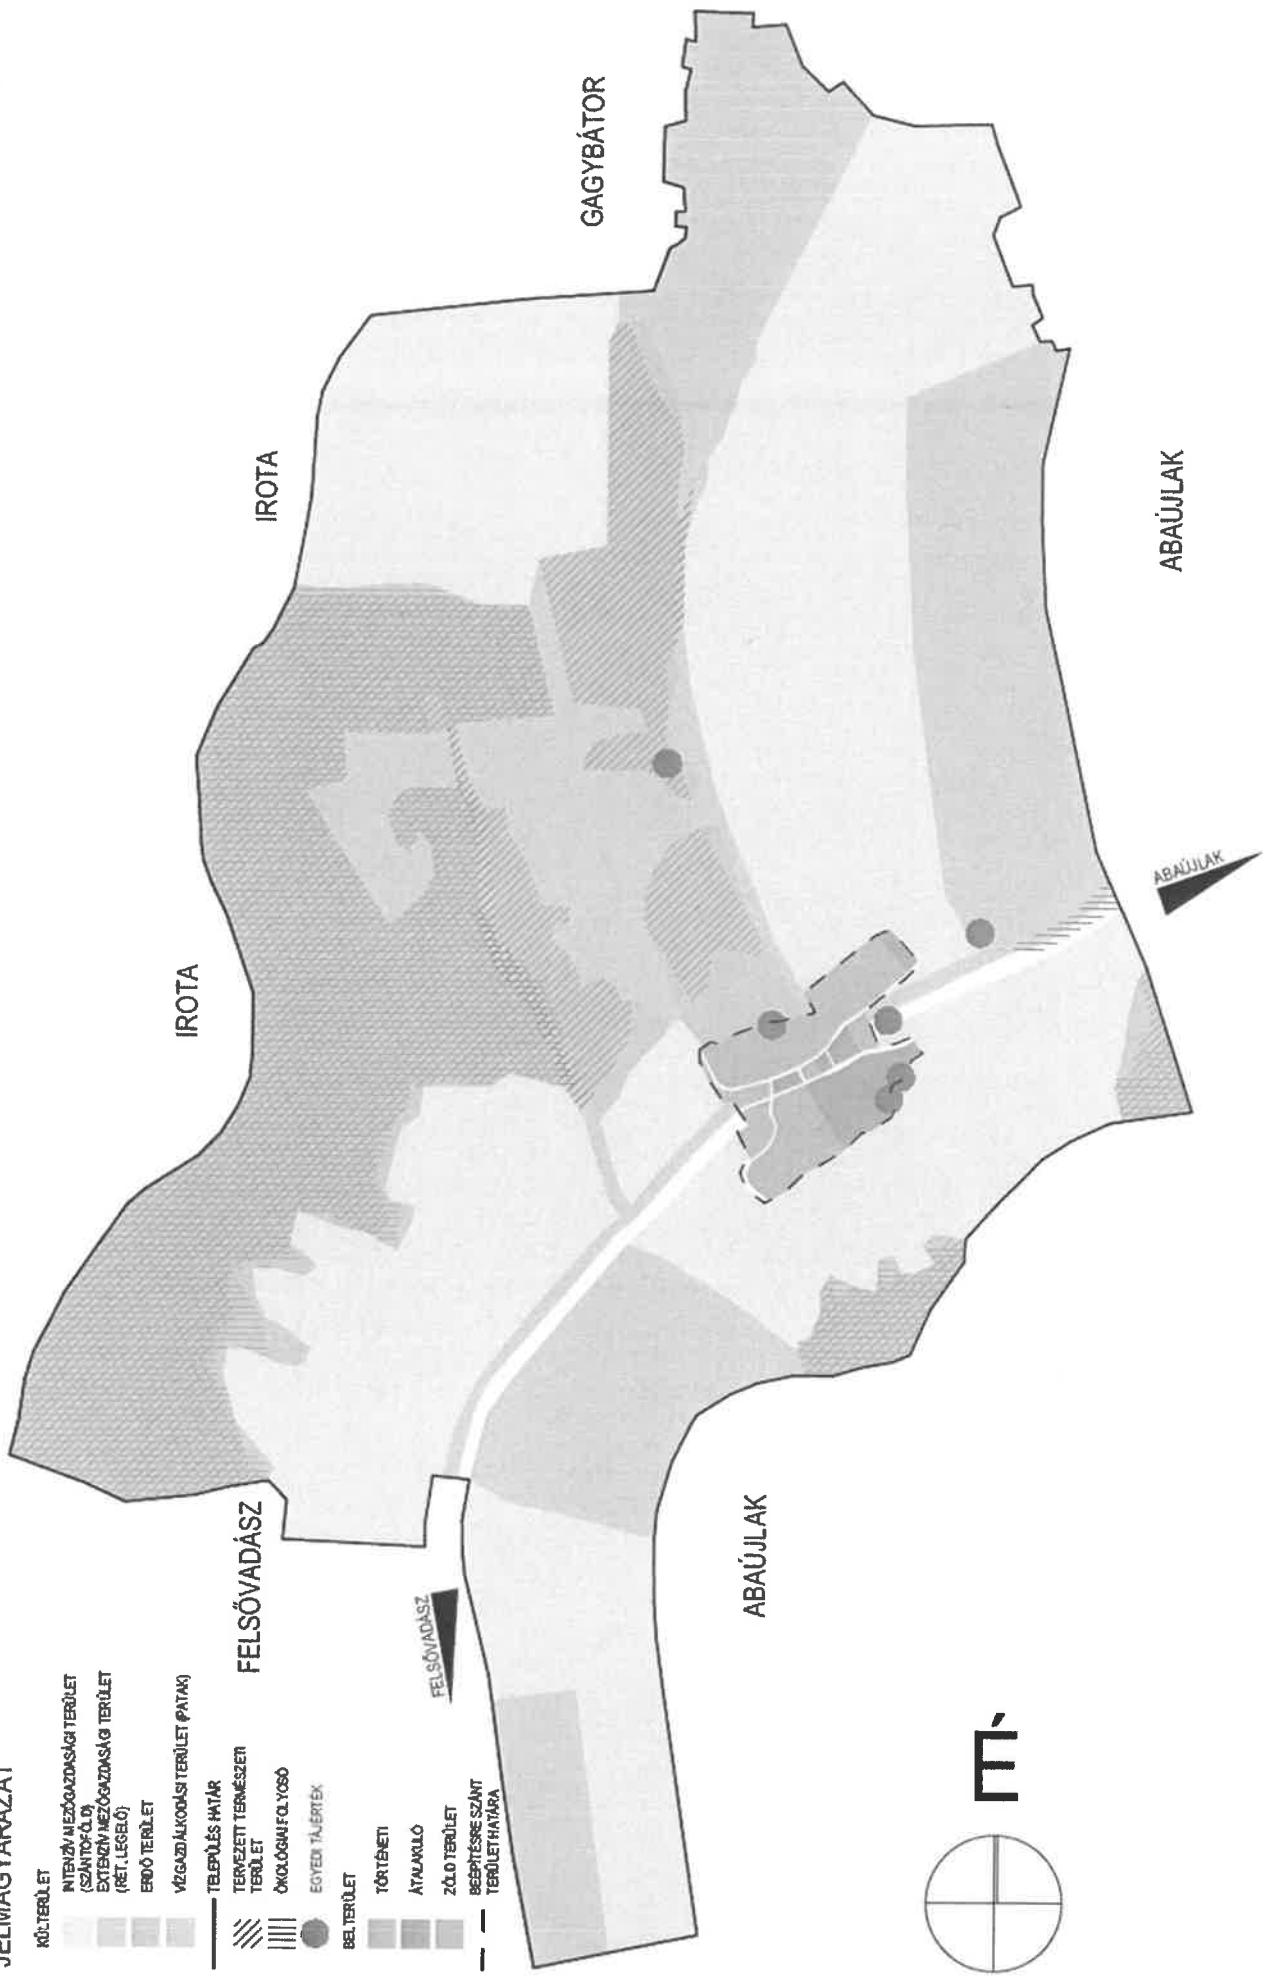 JELMAGYARÁZAT
KÜLTERÜLET
INTENZÍV MEZŐGAZDASÁGI TERÜLET
(SZÁNTÓFÖLD)
EXTENZÍV MEZŐGAZDASÁGI TERÜLET
(RÉT, LEGELŐ)
ERDŐ TERÜLET
VÍZGAZDÁLKODÁSI TERÜLET (PATAK)
TELEPÜLÉS HATÁR
TERVEZETT TERMÉSZETI
TERÜLET
ÖKOLÓGIAI FOLYOSÓ
EGYEDI TÁJÉRTÉK
BELTERÜLET
TÖRTÉNETI
ÁTALAKULÓ
ZÖLD TERÜLET
BEÉPÍTÉSRE SZÁNT
TERÜLET HATÁRA
FELSŐVADÁSZ
FELSŐVADÁSZ
IROTA
IROTA
GAGYBÁTOR
ABAÚJLAK
ABAÚJLAK
ABAÚJLAK
É